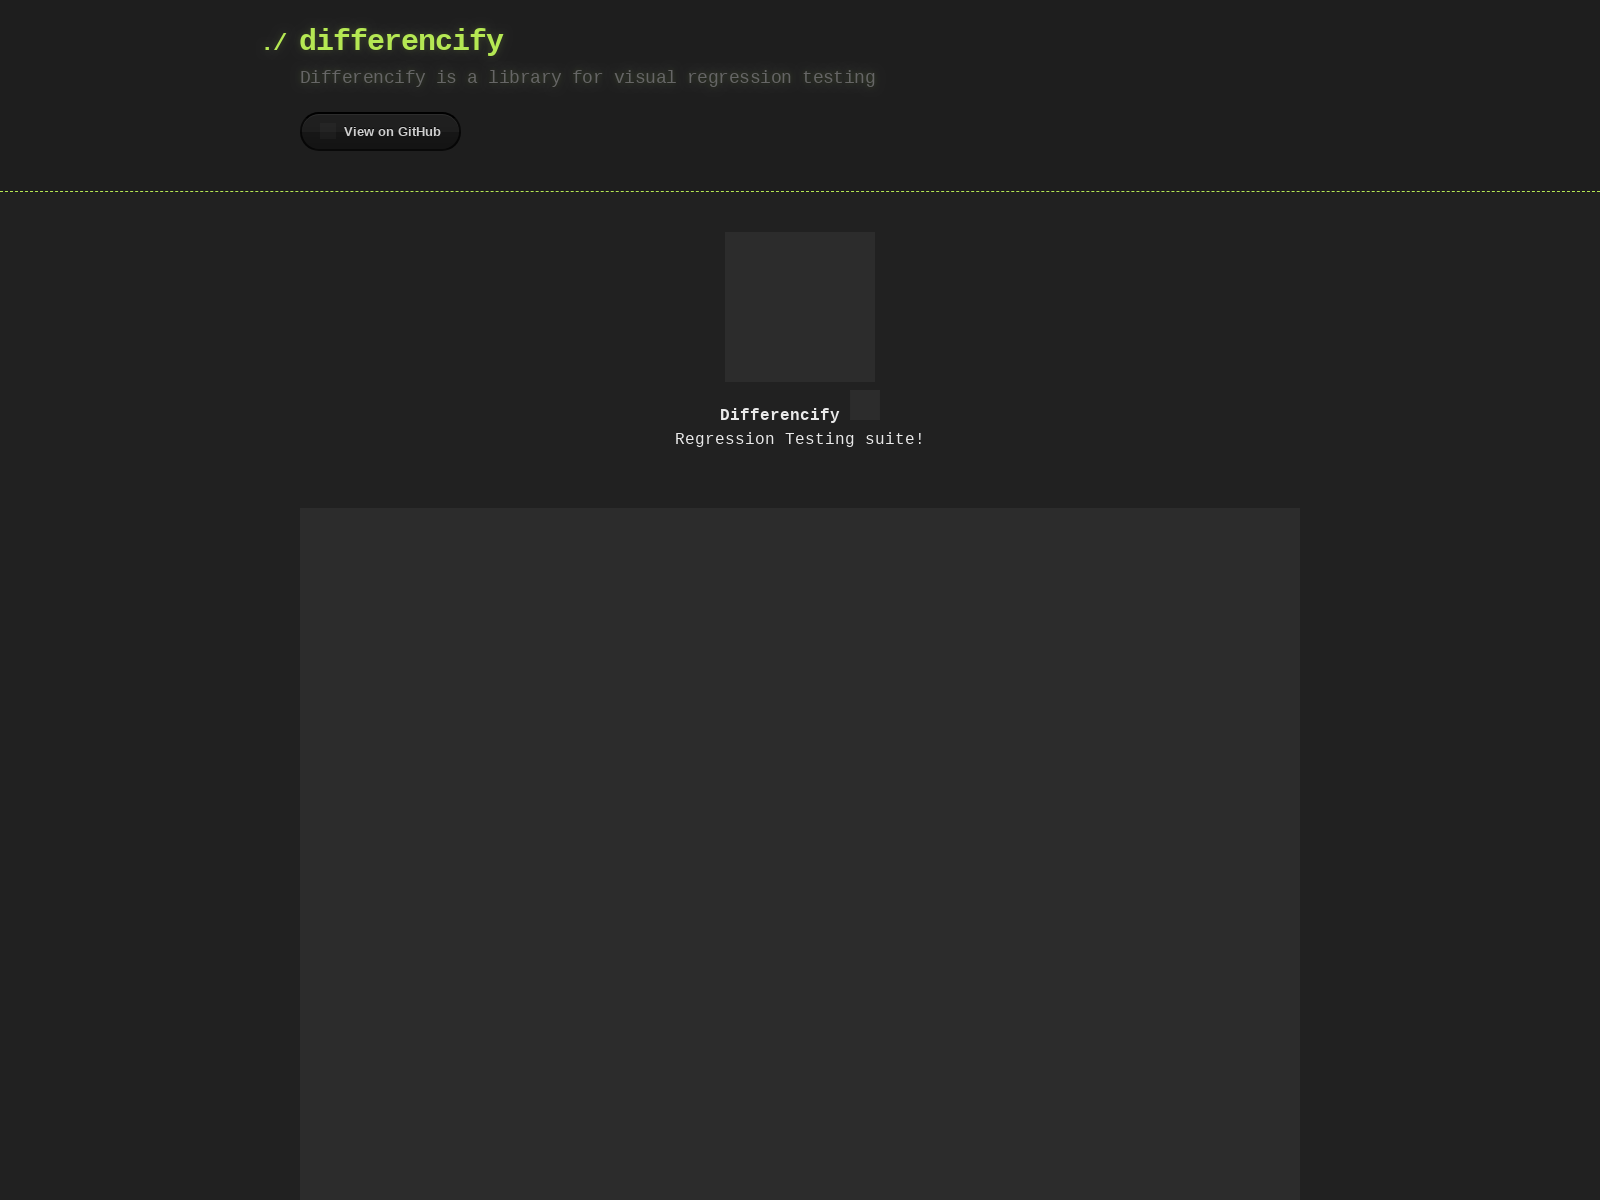 ./ differencify
Differencify is a library for visual regression testing
View on GitHub
Differencify
Regression Testing suite!